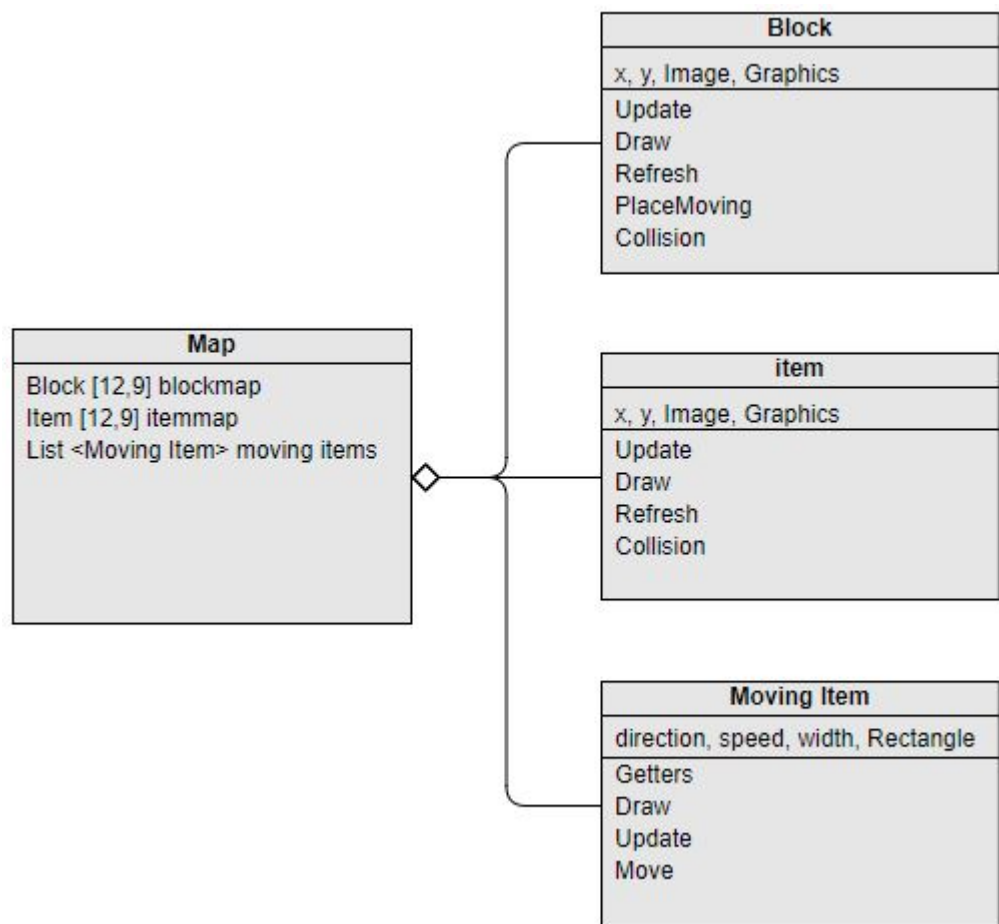 Block
x, y, Image, Graphics
Update
Draw
Refresh
PlaceMoving
Collision
Map
Block [12,9] blockmap
Item [12,9] itemmap
List <Moving Item> moving items
item
x, y, Image, Graphics
Update
Draw
Refresh
Collision
Moving Item
direction, speed, width, Rectangle
Getters
Draw
Update
Move